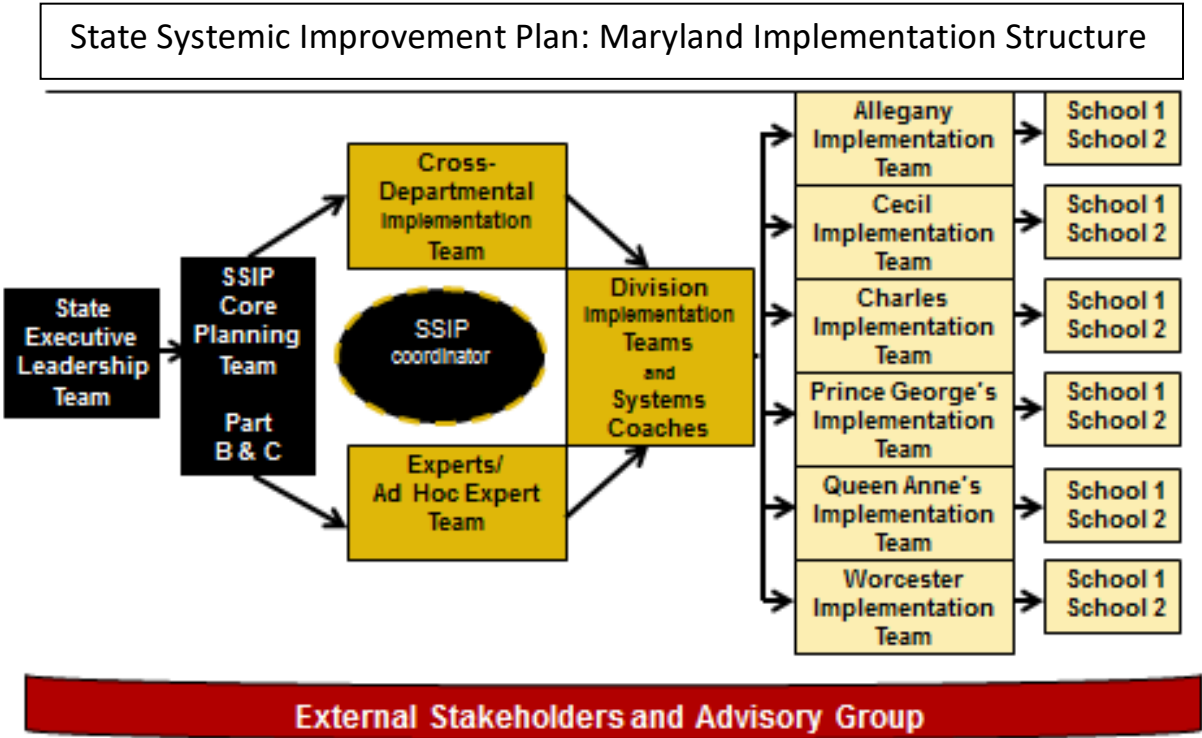 State Systemic Improvement Plan: Maryland Implementation Structure
State
Executive
Leadership
Team
SSIP
Core
Planning
Team
Part
B & C
Cross-
Departmental
Implementation
Team
SSIP
coordinator
Experts/
Ad Hoc Expert
Team
Division
Implementation
Teams
and
Systems
Coaches
Allegany
Implementation
Team
School 1
School 2
Cecil
Implementation
Team
School 1
School 2
Charles
Implementation
Team
School 1
School 2
Prince George's
Implementation
Team
School 1
School 2
Queen Anne's
Implementation
Team
School 1
School 2
Worcester
Implementation
Team
School 1
School 2
External Stakeholders and Advisory Group